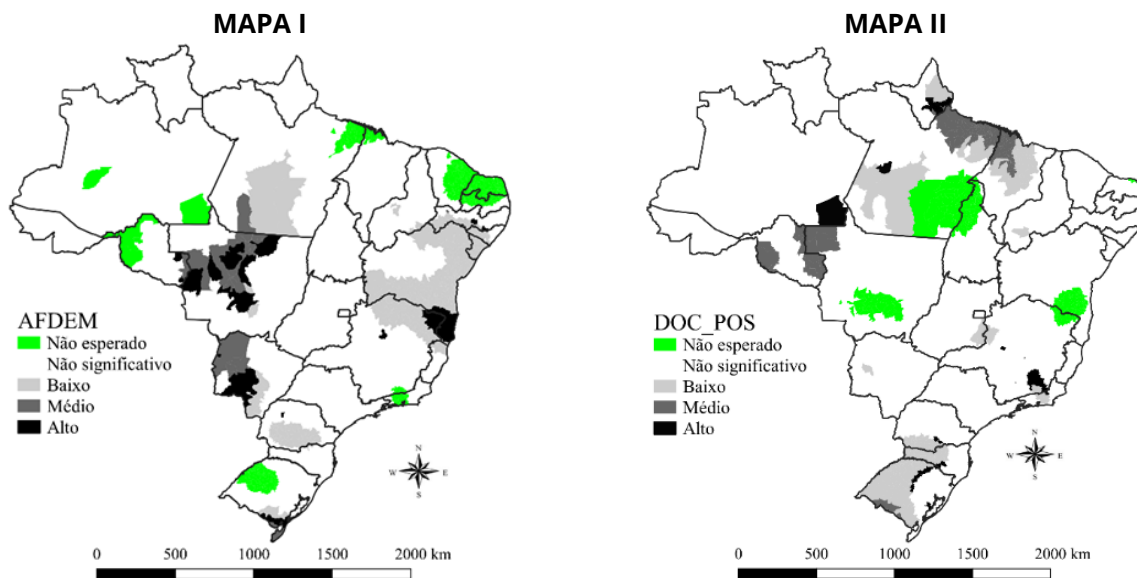 MAPA I
AFDEM
Não esperado
Não significativo
Baixo
Médio
Alto
N
W
E
S
0 500 1000 1500 2000 km
MAPA II
DOC_POS
Não esperado
Não significativo
Baixo
Médio
Alto
N
W
E
S
0 500 1000 1500 2000 km